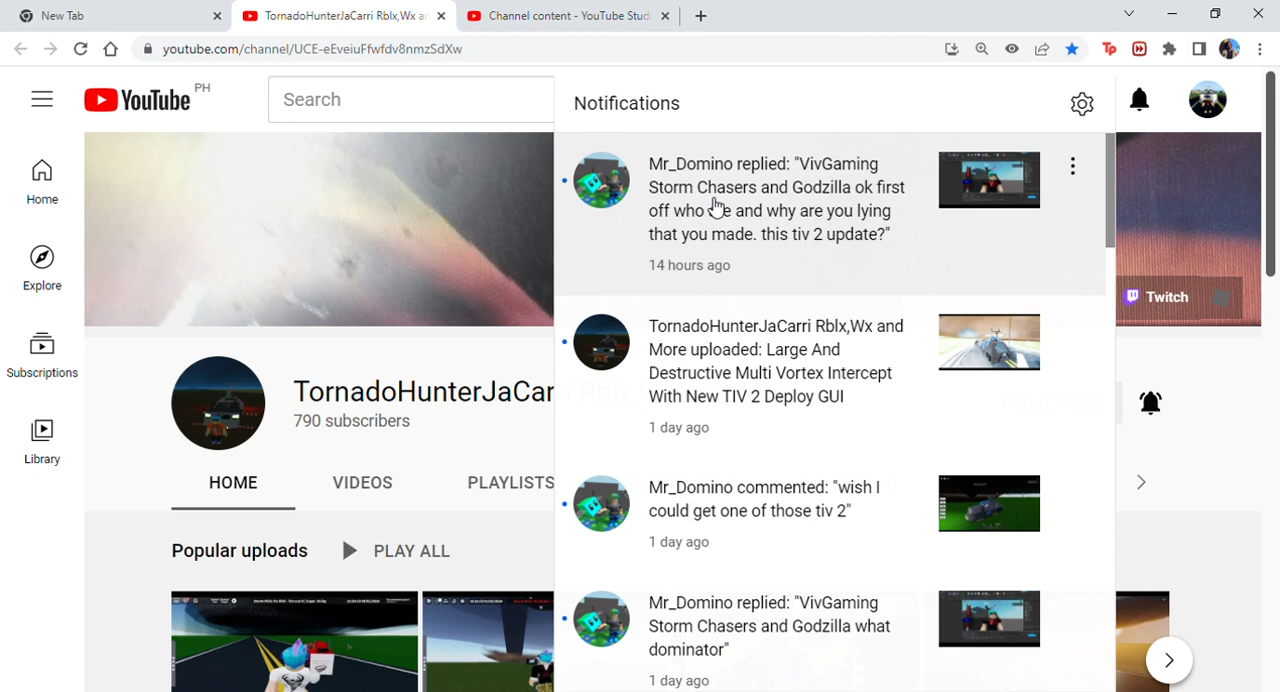 New Tab
TornadoHunterJaCarri Rblx,Wx an
Channel content - YouTube Studi
youtube.com/channel/UCE-eEveiuFfwfdv8nmzSdXw
Tp
YouTube PH
Search
Notifications
Home
Explore
Subscriptions
Library
Mr_Domino replied: "VivGaming
Storm Chasers and Godzilla ok first
off who and why are you lying
that you made. this tiv 2 update?"
14 hours ago
Twitch
TornadoHunterJaCarri Rblx,Wx and
More uploaded: Large And
Destructive Multi Vortex Intercept
With New TIV 2 Deploy GUI
1 day ago
TornadoHunterJaCarri Rblx,W
790 subscribers
HOME
VIDEOS
PLAYLISTS
Mr_Domino commented: "wish I
could get one of those tiv 2"
1 day ago
Popular uploads
PLAY ALL
Mr_Domino replied: "VivGaming
Storm Chasers and Godzilla what
dominator"
1 day ago